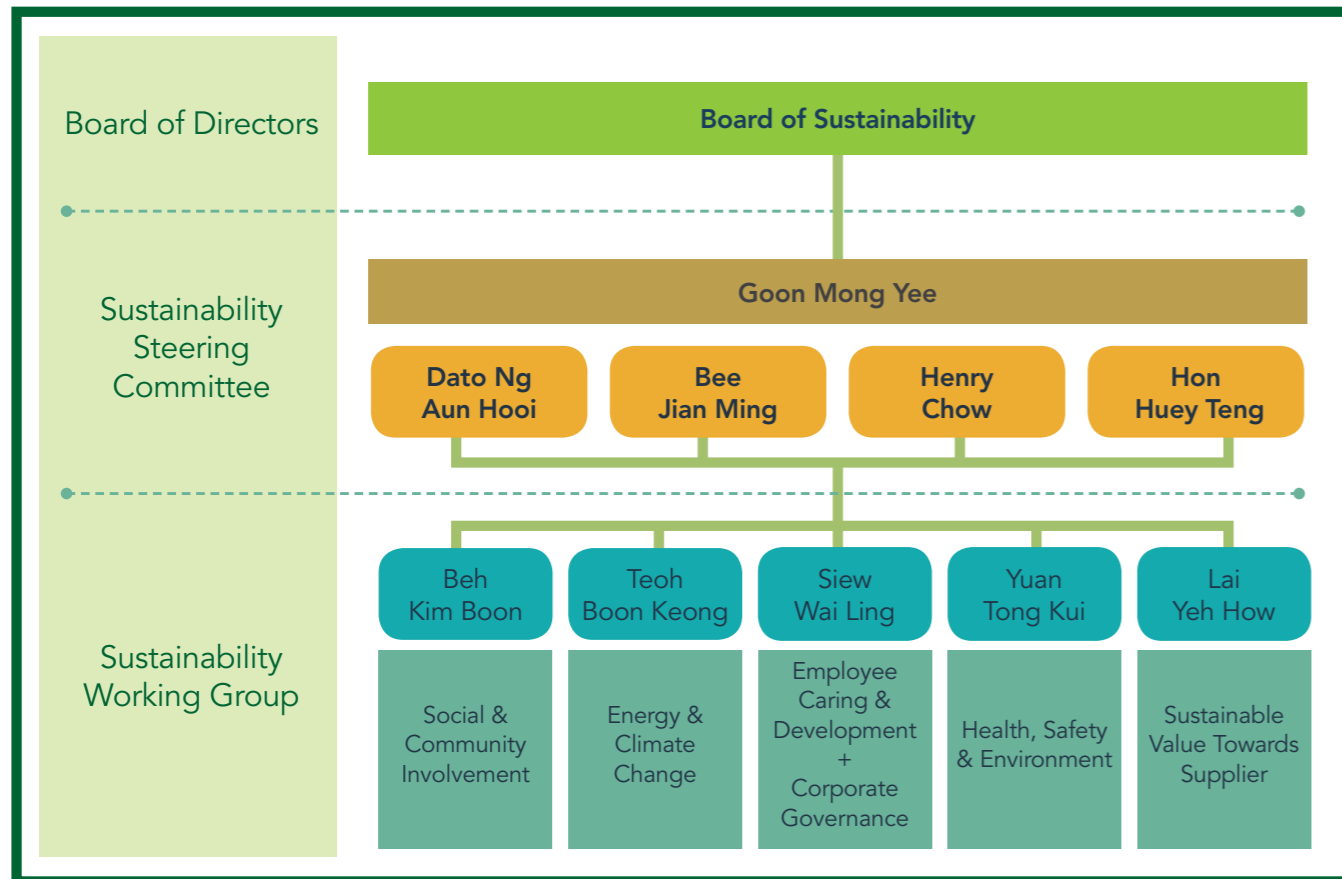 Board of Directors
Board of Sustainability
Sustainability
Steering
Committee
Goon Mong Yee
Dato Ng
Aun Hooi
Bee
Jian Ming
Henry
Chow
Hon
Huey Teng
Sustainability
Working Group
Beh
Kim Boon
Teoh
Boon Keong
Siew
Wai Ling
Yuan
Tong Kui
Lai
Yeh How
Social &
Community
Involvement
Energy &
Climate
Change
Employee
Caring &
Development
+
Corporate
Governance
Health, Safety
& Environment
Sustainable
Value Towards
Supplier